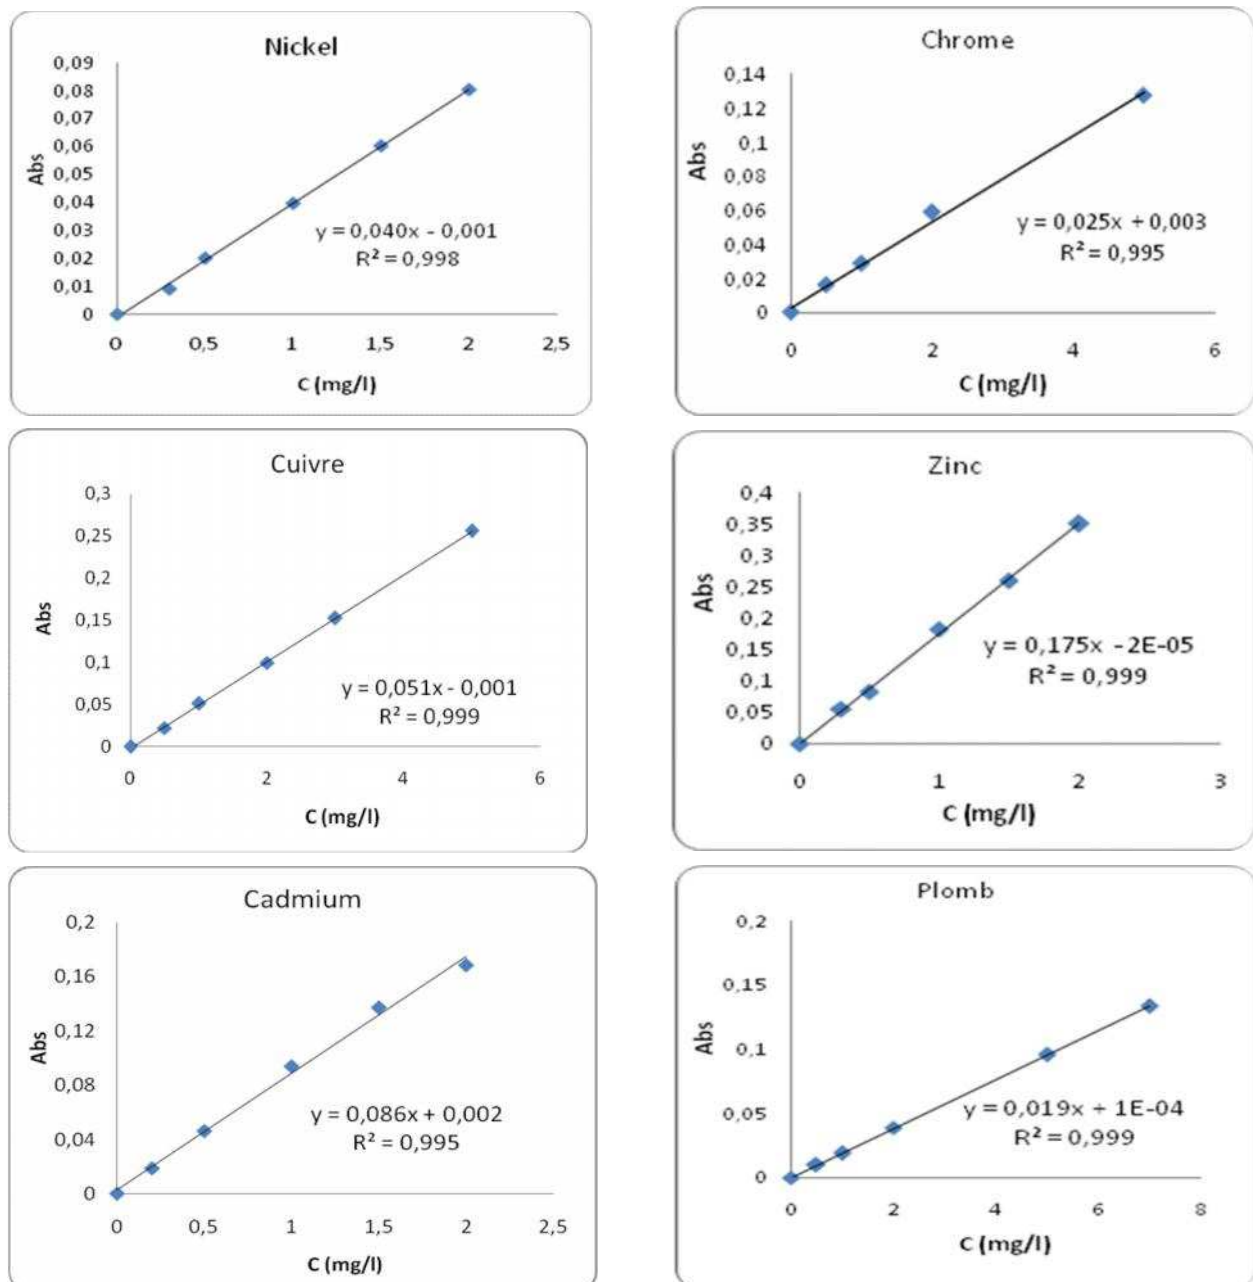 Nickel
0,09
0,08
0,07
0,06
0,05
0,04
0,03
0,02
0,01
0
Abs
y = 0,040x - 0,001
R² = 0,998
0 0,5 1 1,5 2 2,5
C (mg/l)
Chrome
0,14
0,12
0,1
0,08
0,06
0,04
0,02
0
Abs
y = 0,025x + 0,003
R² = 0,995
0 2 4 6
C (mg/l)
Cuivre
0,3
0,25
0,2
0,15
0,1
0,05
0
Abs
y = 0,051x - 0,001
R² = 0,999
0 2 4 6
C (mg/l)
Zinc
0,4
0,35
0,3
0,25
0,2
0,15
0,1
0,05
0
Abs
y = 0,175x - 2E-05
R² = 0,999
0 1 2 3
C (mg/l)
Cadmium
0,2
0,16
0,12
0,08
0,04
0
Abs
y = 0,086x + 0,002
R² = 0,995
0 0,5 1 1,5 2 2,5
C (mg/l)
Plomb
0,2
0,15
0,1
0,05
0
Abs
y = 0,019x + 1E-04
R² = 0,999
0 2 4 6 8
C (mg/l)